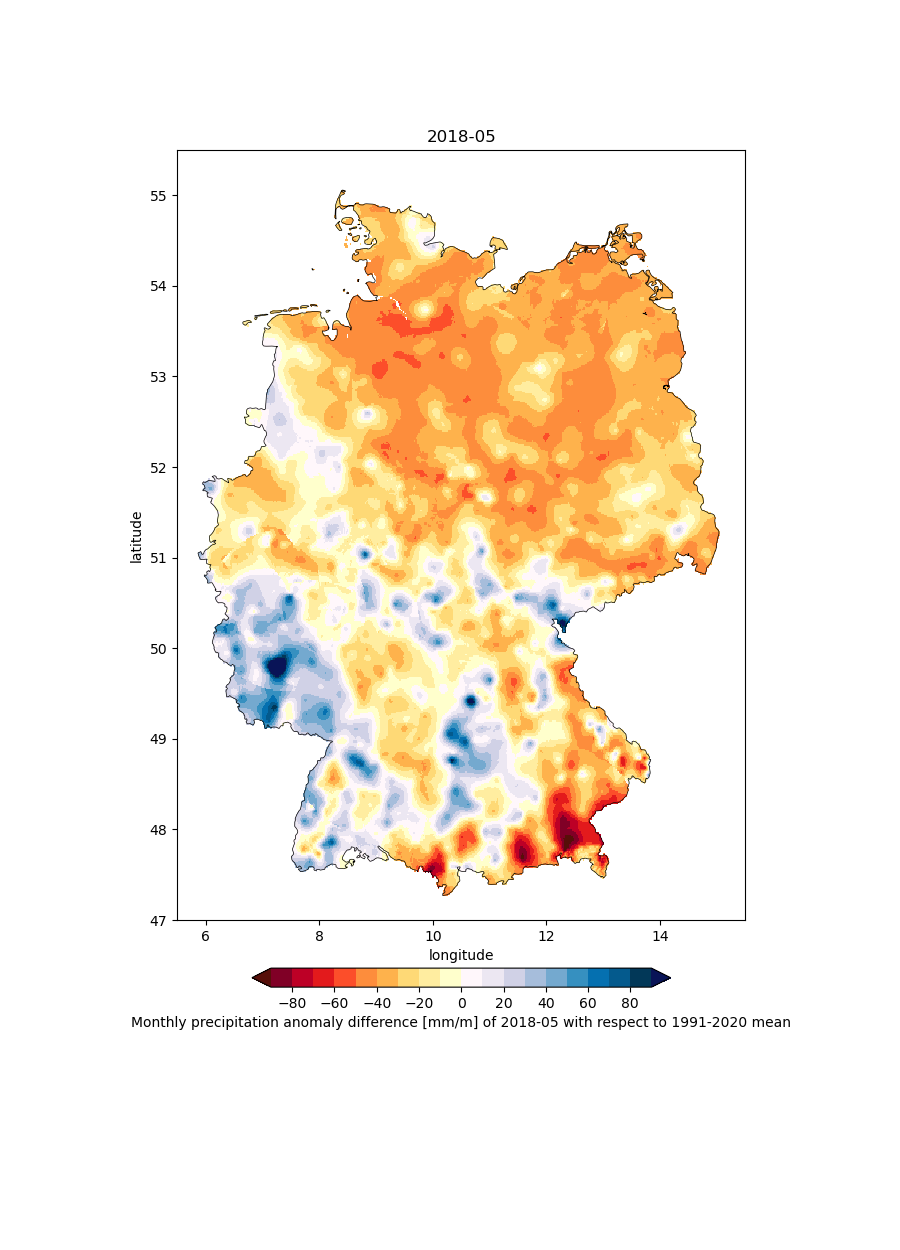 2018-05
55
54
53
52
51
50
49
48
47
latitude
6 8 10 12 14
longitude
−80 −60 −40 −20 0 20 40 60 80
Monthly precipitation anomaly difference [mm/m] of 2018-05 with respect to 1991-2020 mean